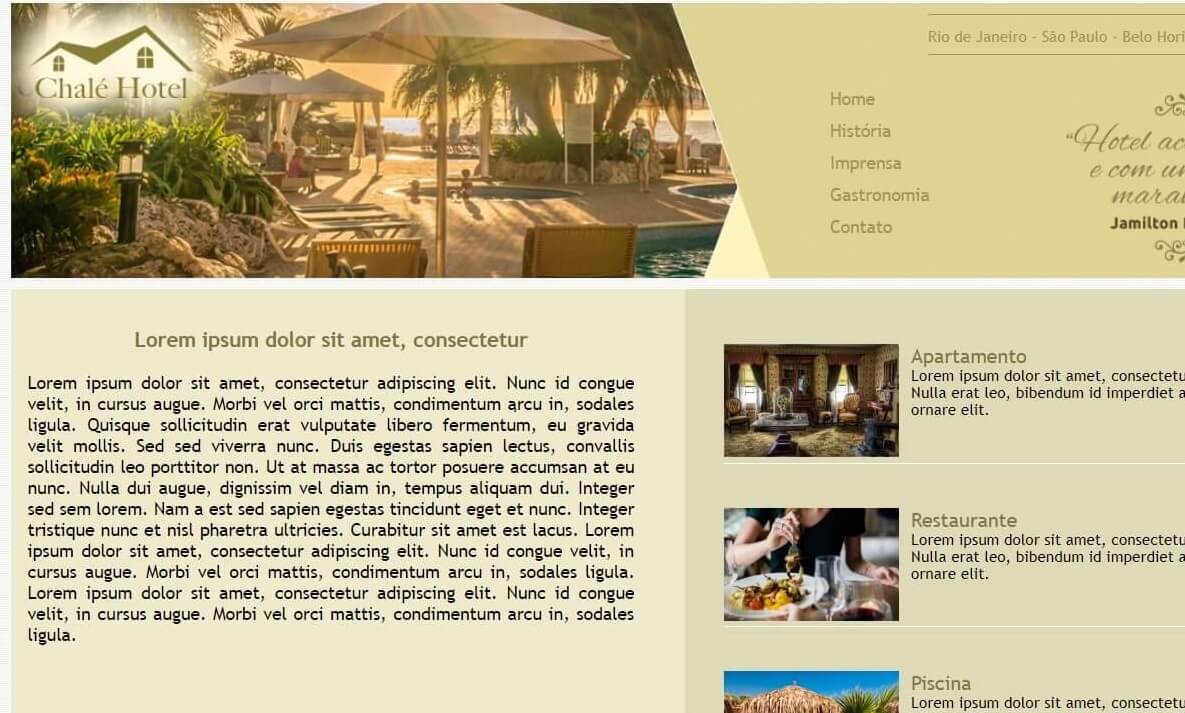 Chalé Hotel
Rio de Janeiro - São Paulo - Belo Hori
Home
História
Imprensa
Gastronomia
Contato
“Hotel ac
e com un
mara
Jamilton
Lorem ipsum dolor sit amet, consectetur
Lorem ipsum dolor sit amet, consectetur adipiscing elit. Nunc id congue
velit, in cursus augue. Morbi vel orci mattis, condimentum arcu in, sodales
ligula. Quisque sollicitudin erat vulputate libero fermentum, eu gravida
velit mollis. Sed sed viverra nunc. Duis egestas sapien lectus, convallis
sollicitudin leo porttitor non. Ut at massa ac tortor posuere accumsan at eu
nunc. Nulla dui augue, dignissim vel diam in, tempus aliquam dui. Integer
sed sem lorem. Nam a est sed sapien egestas tincidunt eget et nunc. Integer
tristique nunc et nisl pharetra ultricies. Curabitur sit amet est lacus. Lorem
ipsum dolor sit amet, consectetur adipiscing elit. Nunc id congue velit, in
cursus augue. Morbi vel orci mattis, condimentum arcu in, sodales ligula.
Lorem ipsum dolor sit amet, consectetur adipiscing elit. Nunc id congue
velit, in cursus augue. Morbi vel orci mattis, condimentum arcu in, sodales
ligula.
Apartamento
Lorem ipsum dolor sit amet, consectetu
Nulla erat leo, bibendum id imperdiet a
ornare elit.
Restaurante
Lorem ipsum dolor sit amet, consectetu
Nulla erat leo, bibendum id imperdiet a
ornare elit.
Piscina
Lorem ipsum dolor sit amet, consectetu